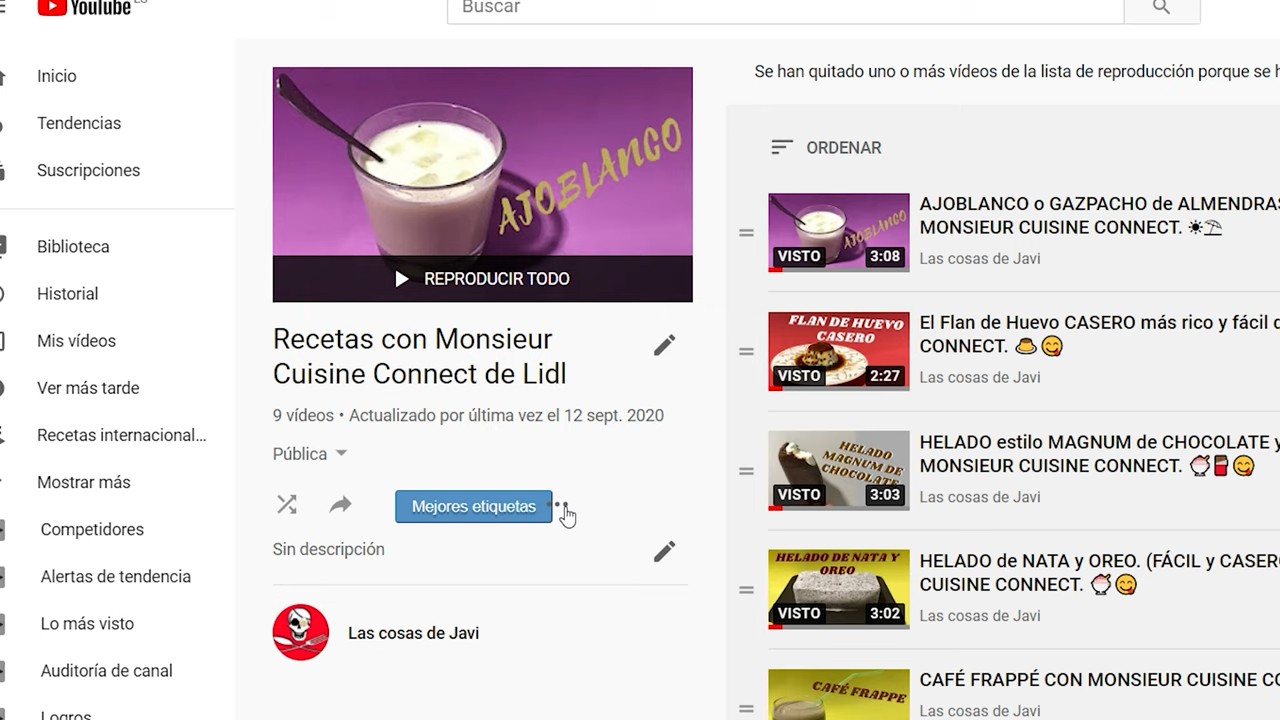 YouTube ES
Buscar
Inicio
Tendencias
Suscripciones
Biblioteca
Historial
Mis vídeos
Ver más tarde
Recetas internacional...
Mostrar más
Competidores
Alertas de tendencia
Lo más visto
Auditoría de canal
Logros
AJOBLANCO
REPRODUCIR TODO
Recetas con Monsieur
Cuisine Connect de Lidl
9 vídeos • Actualizado por última vez el 12 sept. 2020
Pública
Mejores etiquetas
Sin descripción
Las cosas de Javi
Se han quitado uno o más vídeos de la lista de reproducción porque se h
ORDENAR
AJOBLANCO
VISTO
3:08
AJOBLANCO o GAZPACHO de ALMENDRAS
MONSIEUR CUISINE CONNECT. ☀⛱
Las cosas de Javi
FLAN DE HUEVO
CASERO
VISTO
2:27
El Flan de Huevo CASERO más rico y fácil d
CONNECT. 🍮😋
Las cosas de Javi
HELADO
MAGNUM DE
CHOCOLATE
VISTO
3:03
HELADO estilo MAGNUM de CHOCOLATE y
MONSIEUR CUISINE CONNECT. 🍨🍫😋
Las cosas de Javi
HELADO DE NATA Y
OREO
VISTO
3:02
HELADO de NATA y OREO. (FÁCIL y CASER
CUISINE CONNECT. 🍨😋
Las cosas de Javi
CAFÉ FRAPPE
CAFÉ FRAPPÉ CON MONSIEUR CUISINE CO
Las cosas de Javi